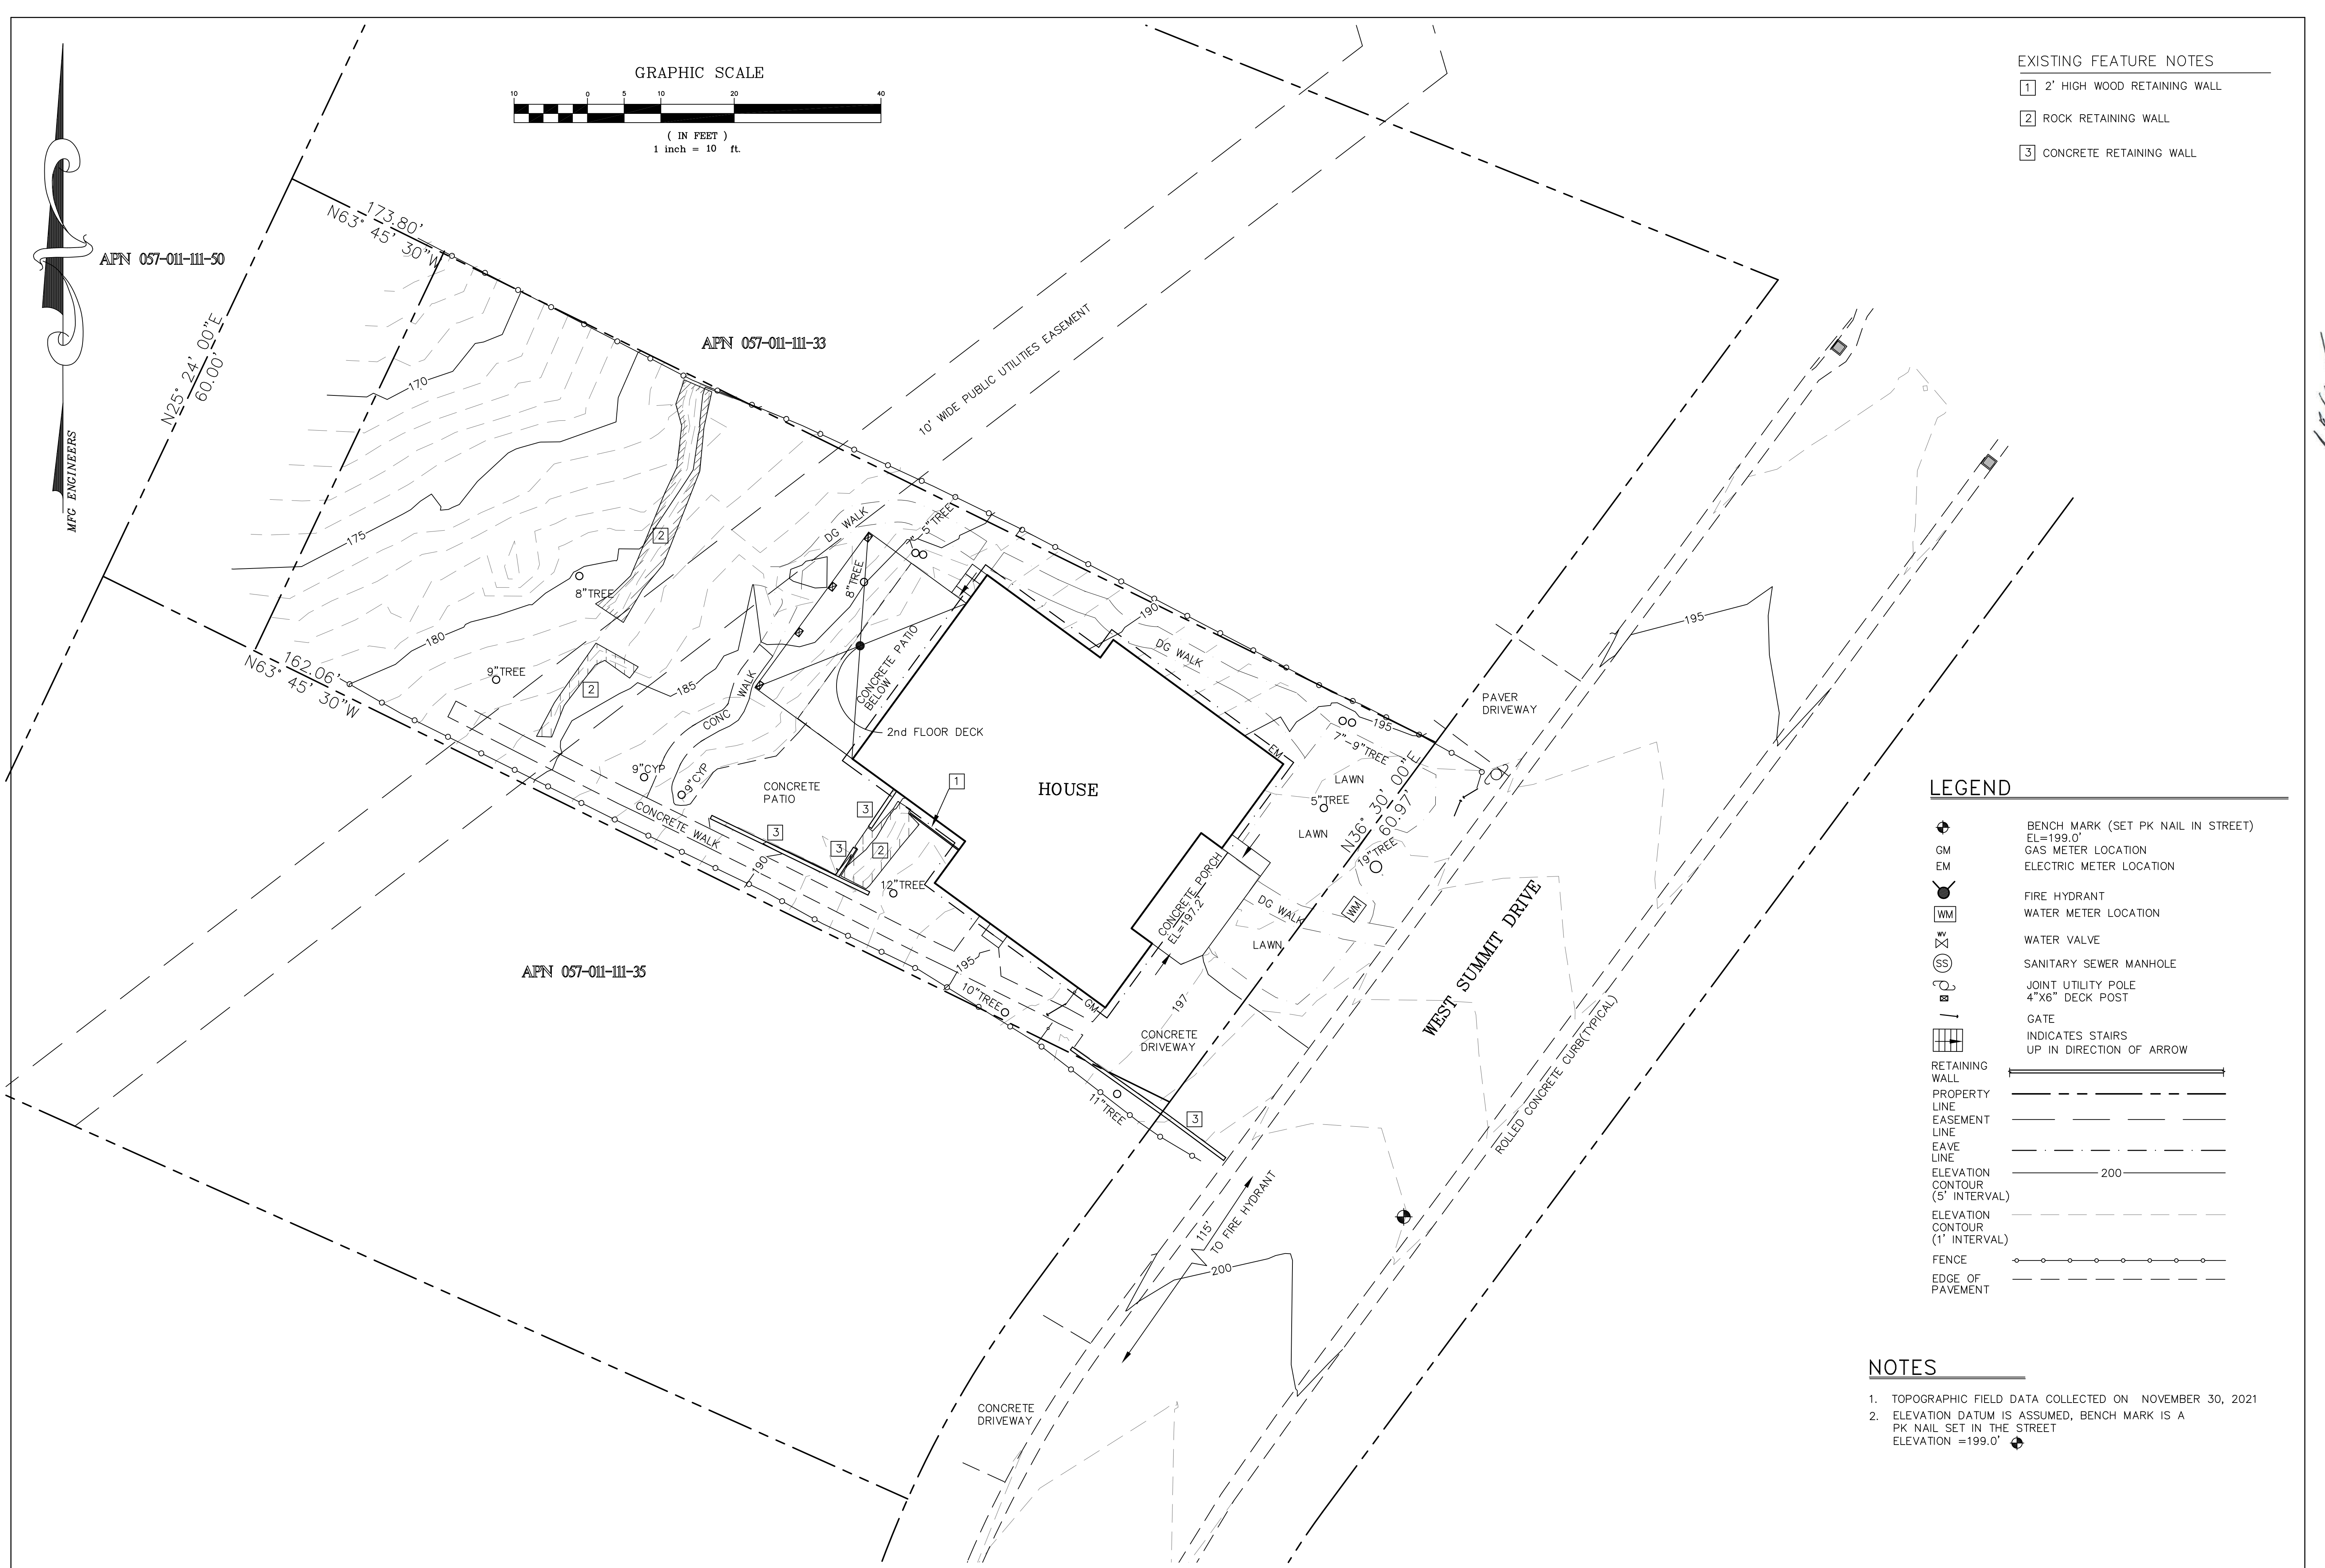 GRAPHIC SCALE
10 0 5 10 20 40
( IN FEET )
1 inch = 10 ft.
EXISTING FEATURE NOTES
1 2' HIGH WOOD RETAINING WALL
2 ROCK RETAINING WALL
3 CONCRETE RETAINING WALL
MFG ENGINEERS
APN 057-011-111-50
173.80'
N63° 45' 30"W
N25° 24' 00"E
60.00'
APN 057-011-111-33
10' WIDE PUBLIC UTILITIES EASEMENT
170
175
180
185
2
8"TREE
9"TREE
2
162.06'
N63° 45' 30"W
DG WALK
5"TREE
8"TREE
CONCRETE PATIO
BELOW
2nd FLOOR DECK
CONC WALK
9"CYP
9"CYP
CONCRETE
PATIO
CONCRETE WALK
1
3
3
3
2
190
12"TREE
HOUSE
190
DG WALK
195
7"-9"TREE
EM
LAWN
5"TREE
LAWN
N36° 30' 00"E
60.97'
19"TREE
WM
CONCRETE PORCH
EL=197.2'
DG WALK
LAWN
197
195
10"TREE
GM
CONCRETE
DRIVEWAY
11"TREE
3
PAVER
DRIVEWAY
195
WEST SUMMIT DRIVE
ROLLED CONCRETE CURB(TYPICAL)
115'
TO FIRE HYDRANT
200
CONCRETE
DRIVEWAY
APN 057-011-111-35
LEGEND
BENCH MARK (SET PK NAIL IN STREET)
EL=199.0'
GM GAS METER LOCATION
EM ELECTRIC METER LOCATION
FIRE HYDRANT
WM WATER METER LOCATION
WV WATER VALVE
SS SANITARY SEWER MANHOLE
JOINT UTILITY POLE
4"X6" DECK POST
GATE
INDICATES STAIRS
UP IN DIRECTION OF ARROW
RETAINING
WALL
PROPERTY
LINE
EASEMENT
LINE
EAVE
LINE
ELEVATION 200
CONTOUR
(5' INTERVAL)
ELEVATION
CONTOUR
(1' INTERVAL)
FENCE
EDGE OF
PAVEMENT
NOTES
1. TOPOGRAPHIC FIELD DATA COLLECTED ON NOVEMBER 30, 2021
2. ELEVATION DATUM IS ASSUMED, BENCH MARK IS A
PK NAIL SET IN THE STREET
ELEVATION =199.0'